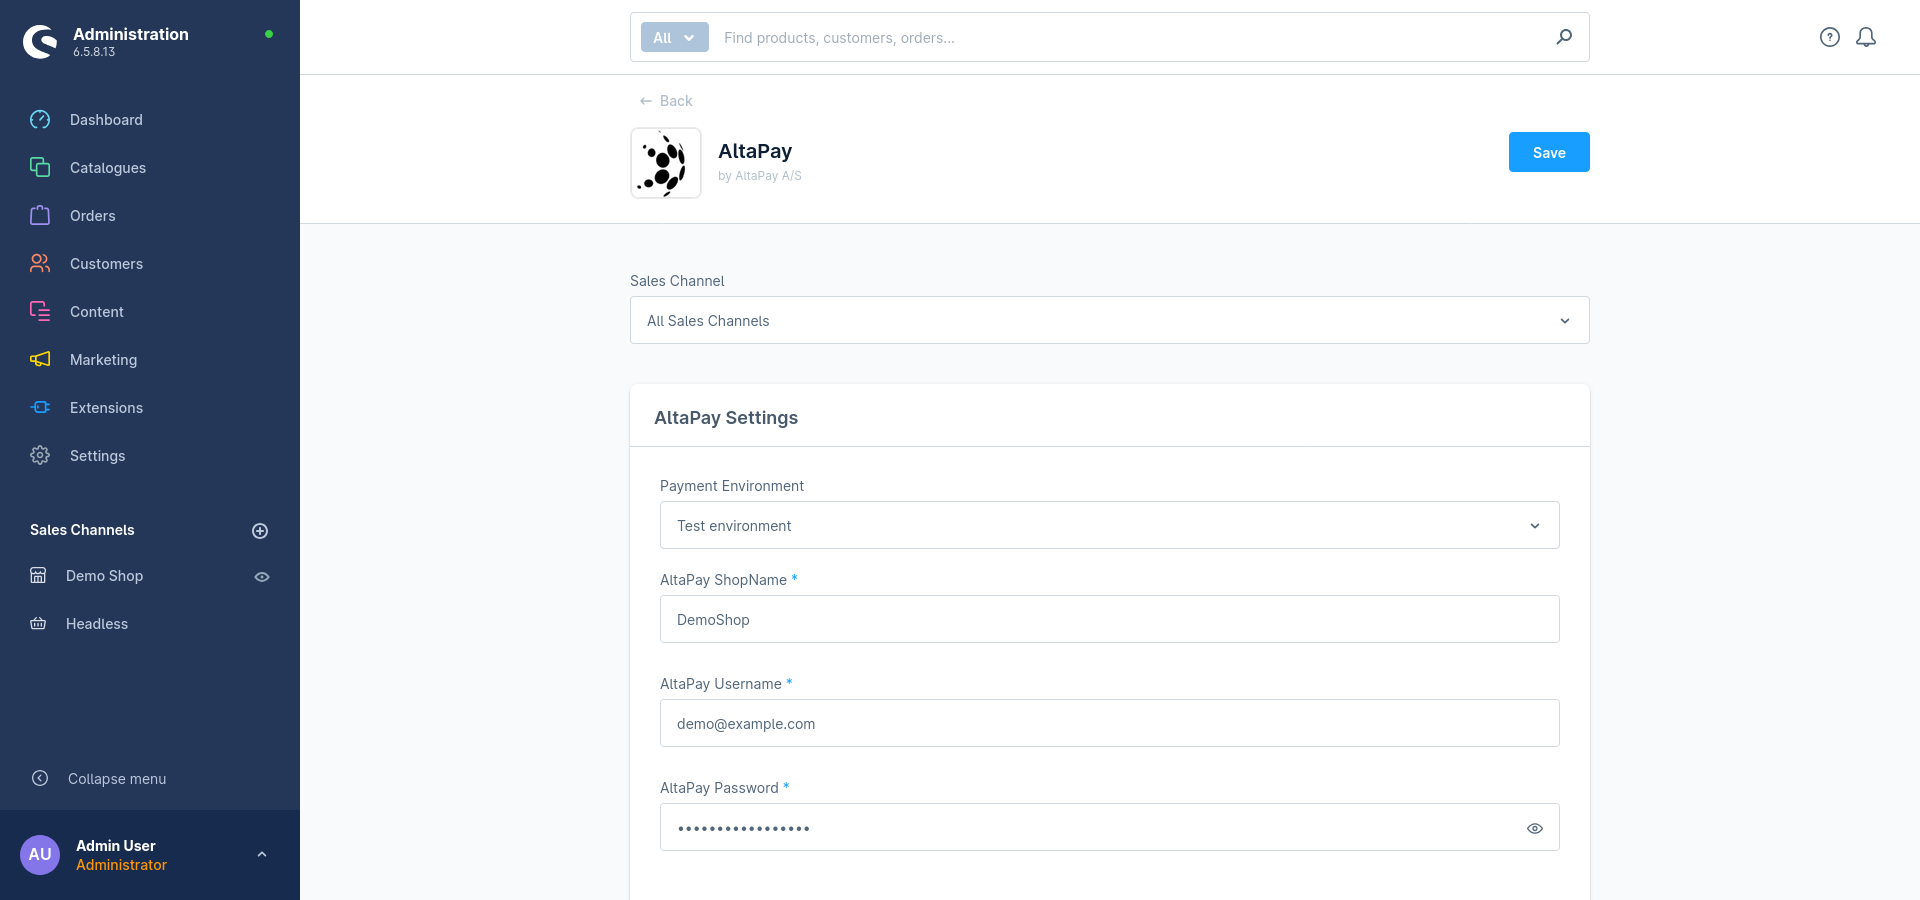 Administration
6.5.8.13
Dashboard
Catalogues
Orders
Customers
Content
Marketing
Extensions
Settings
Sales Channels
Demo Shop
Headless
Collapse menu
AU
Admin User
Administrator
All
Find products, customers, orders...
Back
AltaPay
by AltaPay A/S
Save
Sales Channel
All Sales Channels
AltaPay Settings
Payment Environment
Test environment
AltaPay ShopName *
DemoShop
AltaPay Username *
demo@example.com
AltaPay Password *
•••••••••••••••••